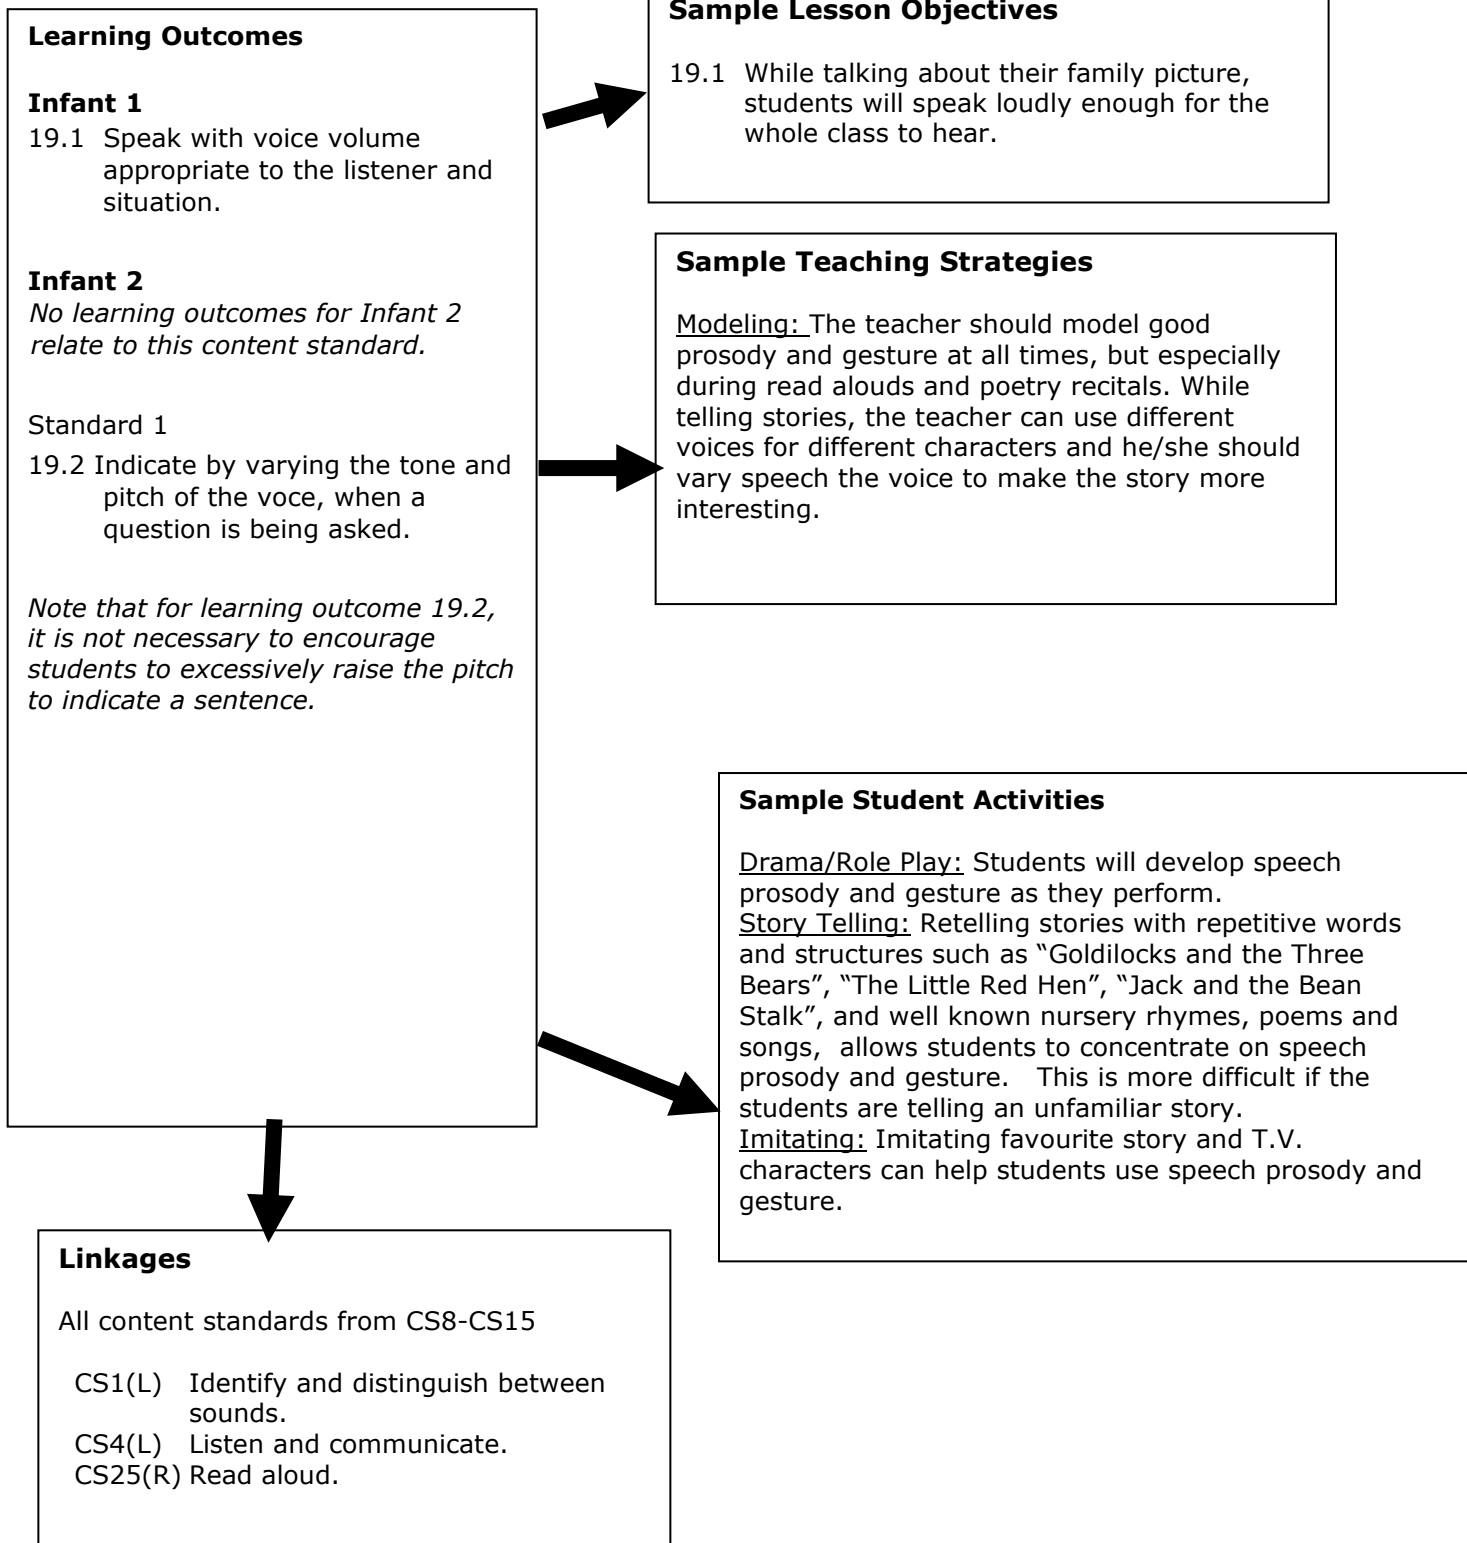 Learning Outcomes
Infant 1
19.1 Speak with voice volume
appropriate to the listener and
situation.
Infant 2
No learning outcomes for Infant 2
relate to this content standard.
Standard 1
19.2 Indicate by varying the tone and
pitch of the voce, when a
question is being asked.
Note that for learning outcome 19.2,
it is not necessary to encourage
students to excessively raise the pitch
to indicate a sentence.
Sample Lesson Objectives
19.1 While talking about their family picture,
students will speak loudly enough for the
whole class to hear.
Sample Teaching Strategies
Modeling: The teacher should model good
prosody and gesture at all times, but especially
during read alouds and poetry recitals. While
telling stories, the teacher can use different
voices for different characters and he/she should
vary speech the voice to make the story more
interesting.
Sample Student Activities
Drama/Role Play: Students will develop speech
prosody and gesture as they perform.
Story Telling: Retelling stories with repetitive words
and structures such as “Goldilocks and the Three
Bears”, “The Little Red Hen”, “Jack and the Bean
Stalk”, and well known nursery rhymes, poems and
songs, allows students to concentrate on speech
prosody and gesture. This is more difficult if the
students are telling an unfamiliar story.
Imitating: Imitating favourite story and T.V.
characters can help students use speech prosody and
gesture.
Linkages
All content standards from CS8-CS15
CS1(L) Identify and distinguish between
sounds.
CS4(L) Listen and communicate.
CS25(R) Read aloud.